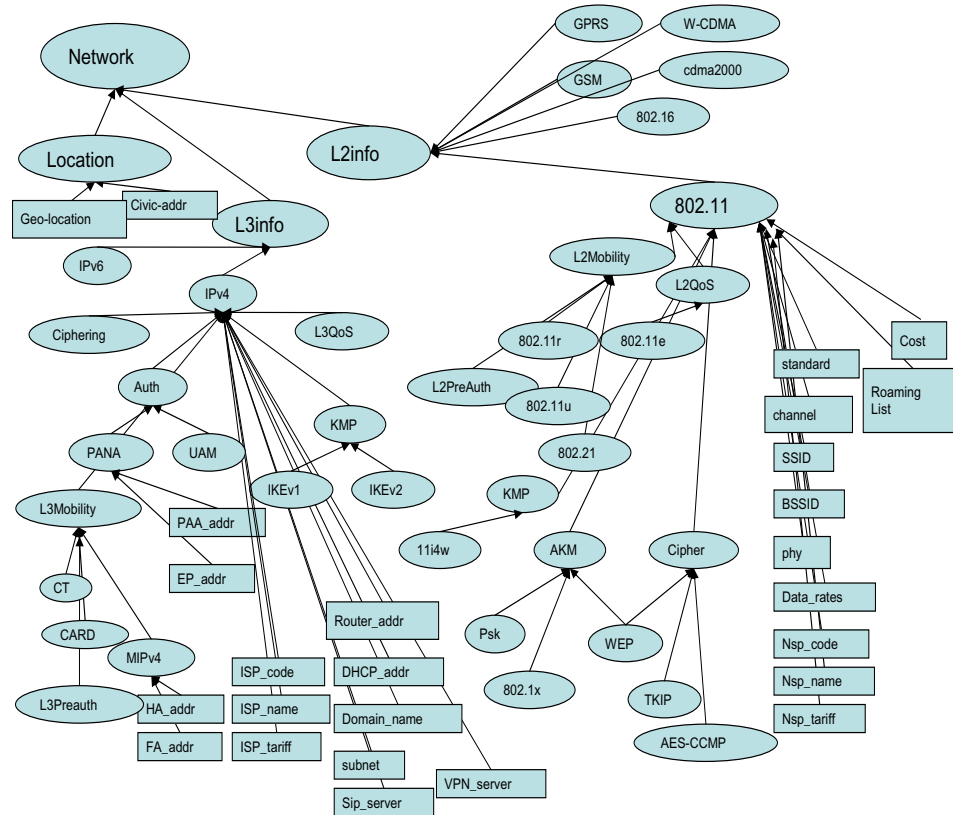 GPRS
W-CDMA
Network
GSM
cdma2000
802.16
Location
L2info
Geo-location
Civic-addr
802.11
L3info
L2Mobility
IPv6
IPv4
L2QoS
Ciphering
L3QoS
802.11r
802.11e
Cost
standard
Auth
L2PreAuth
Roaming
List
802.11u
channel
KMP
PANA
UAM
802.21
SSID
IKEv1
IKEv2
KMP
BSSID
L3Mobility
PAA_addr
11i4w
AKM
Cipher
phy
CT
EP_addr
Data_rates
Router_addr
CARD
Psk
WEP
Nsp_code
MIPv4
ISP_code
DHCP_addr
Nsp_name
802.1x
TKIP
L3Preauth
HA_addr
ISP_name
Domain_name
Nsp_tariff
FA_addr
ISP_tariff
AES-CCMP
subnet
VPN_server
Sip_server